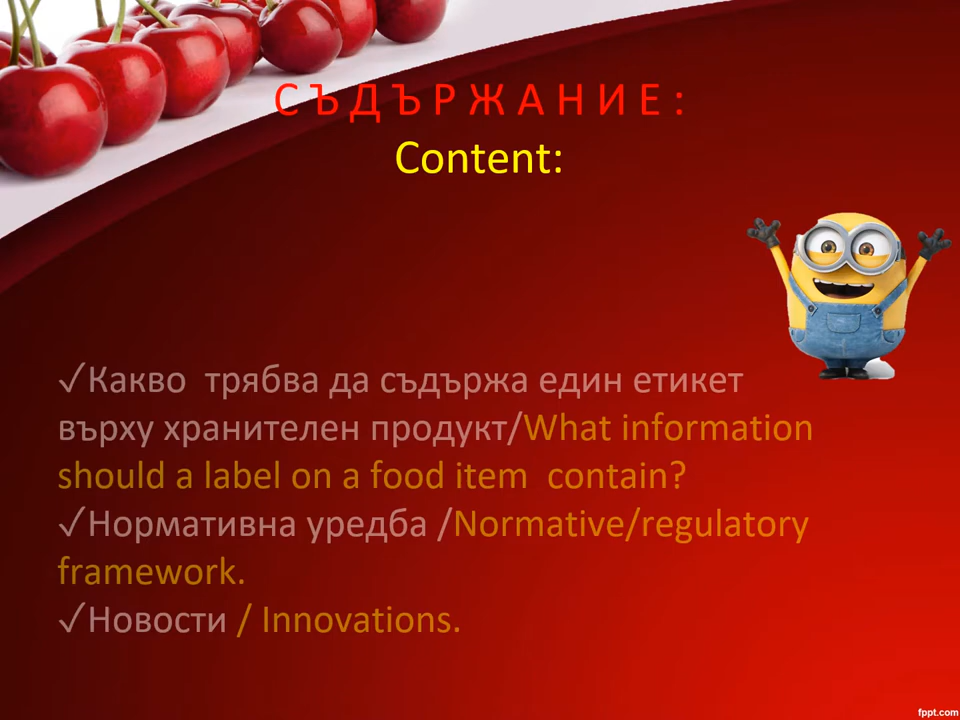 С Ъ Д Ъ Р Ж А Н И Е :
Content:
✓Какво  трябва да съдържа един етикет
върху хранителен продукт/What information
should a label on a food item  contain?
✓Нормативна уредба /Normative/regulatory
framework.
✓Новости / Innovations.
fppt.com